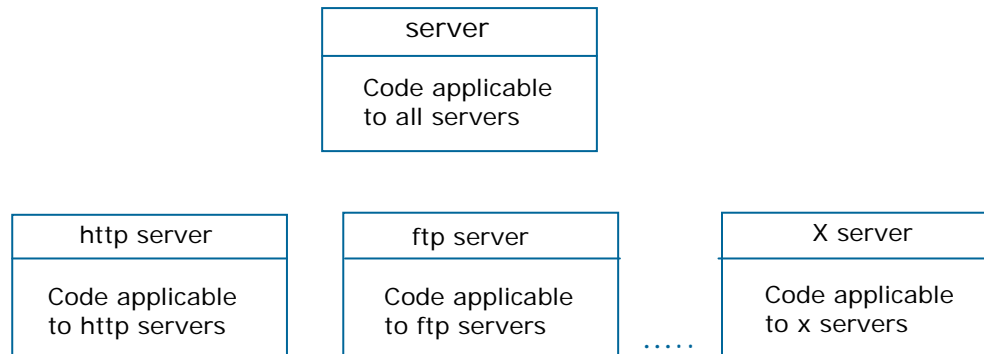 server
Code applicable
to all servers
http server
Code applicable
to http servers
ftp server
Code applicable
to ftp servers
.....
X server
Code applicable
to x servers